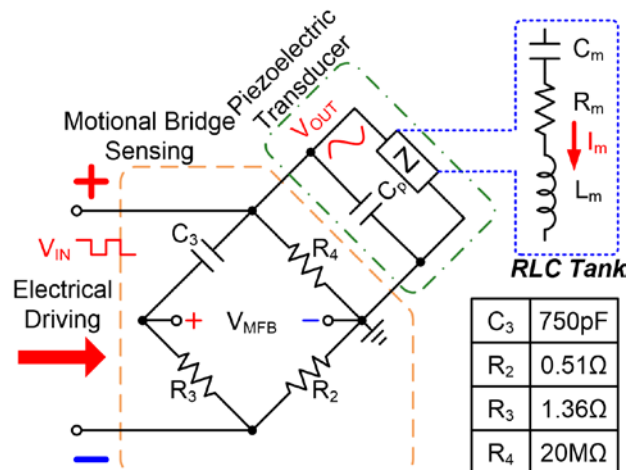 Piezoelectric
Transducer
Motional Bridge
Sensing
V_OUT
Z
C_p
C_m
R_m
I_m
L_m
RLC Tank
+
V_IN
C_3
R_4
Electrical
Driving
+ V_MFB −
R_3
R_2
−
C_3 750pF
R_2 0.51Ω
R_3 1.36Ω
R_4 20MΩ